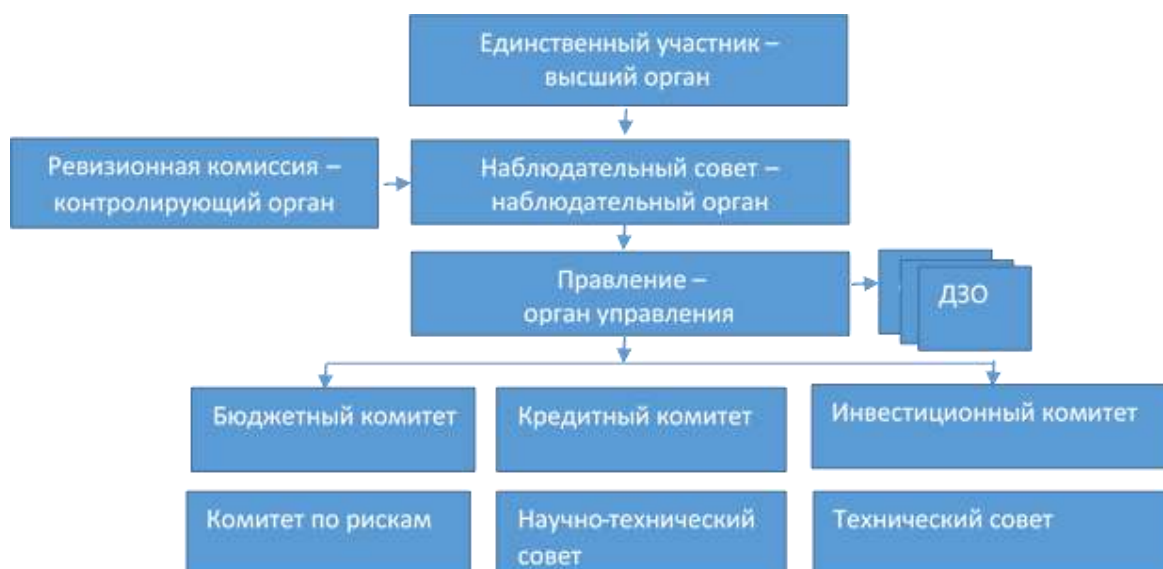 Единственный участник –
высший орган
Ревизионная комиссия –
контролирующий орган
Наблюдательный совет –
наблюдательный орган
Правление –
орган управления
ДЗО
Бюджетный комитет
Кредитный комитет
Инвестиционный комитет
Комитет по рискам
Научно-технический
совет
Технический совет